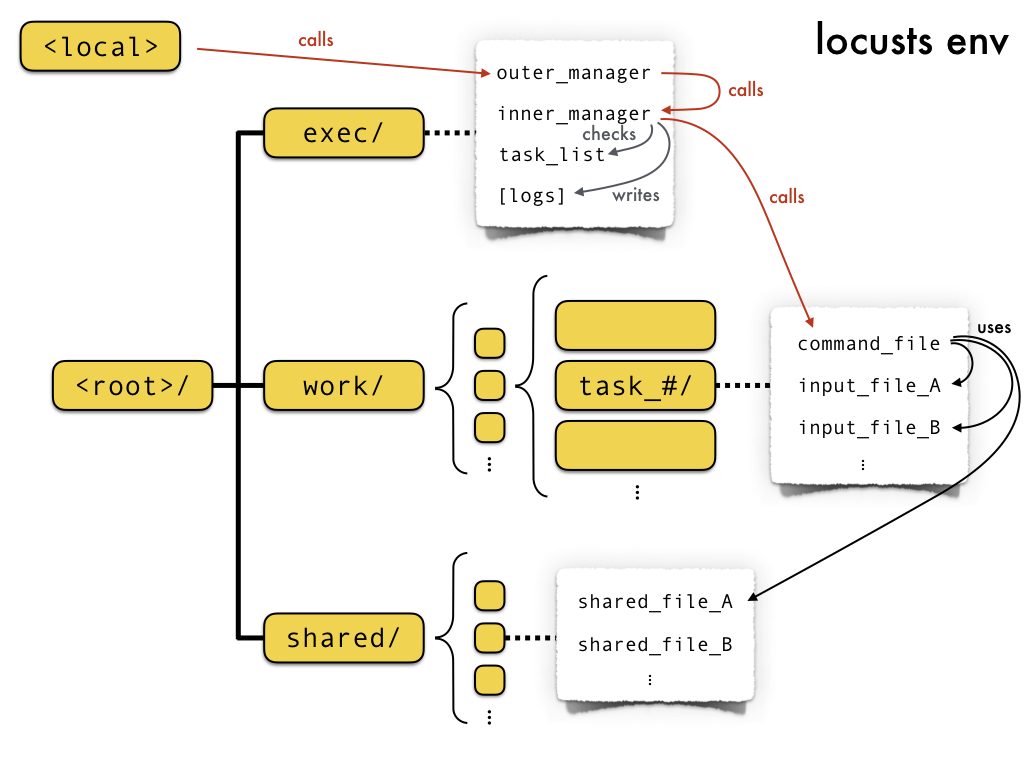 locusts env
<local>
calls
outer_manager
calls
inner_manager
exec/
checks
task_list
[logs]
writes
calls
uses
command_file
<root>/
work/
task_#/
input_file_A
input_file_B
shared/
shared_file_A
shared_file_B